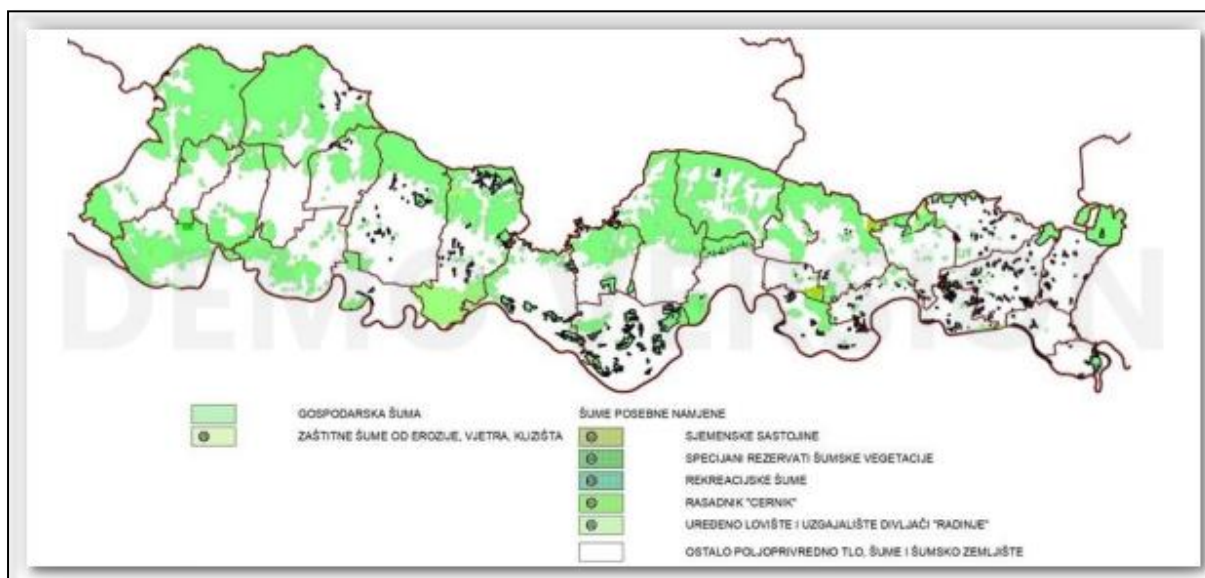 DEMO VERSION
GOSPODARSKA ŠUMA
ZAŠTITNE ŠUME OD EROZIJE, VJETRA, KLIZIŠTA
ŠUME POSEBNE NAMJENE
SJEMENSKE SASTOJINE
SPECIJANI REZERVATI ŠUMSKE VEGETACIJE
REKREACIJSKE ŠUME
RASADNIK "CERNIK"
UREĐENO LOVIŠTE I UZGAJALIŠTE DIVLJAČI "RADINJE"
OSTALO POLJOPRIVREDNO TLO, ŠUME I ŠUMSKO ZEMLJIŠTE